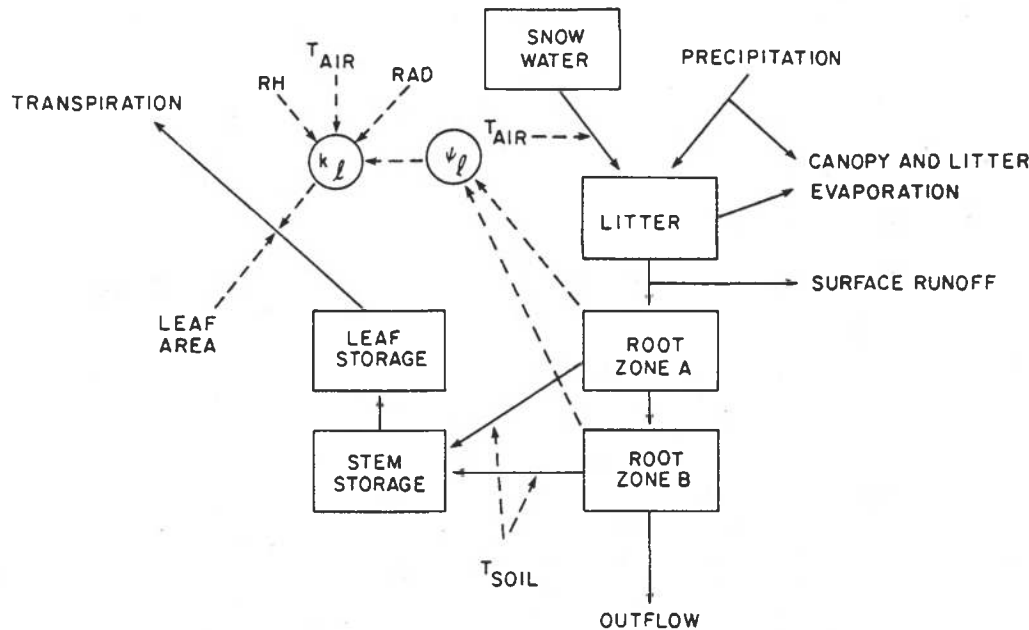 SNOW
WATER
PRECIPITATION
T AIR
RH
RAD
TRANSPIRATION
T AIR
k ℓ
ψ ℓ
CANOPY AND LITTER
EVAPORATION
LITTER
SURFACE RUNOFF
LEAF
AREA
LEAF
STORAGE
ROOT
ZONE A
STEM
STORAGE
ROOT
ZONE B
T SOIL
OUTFLOW